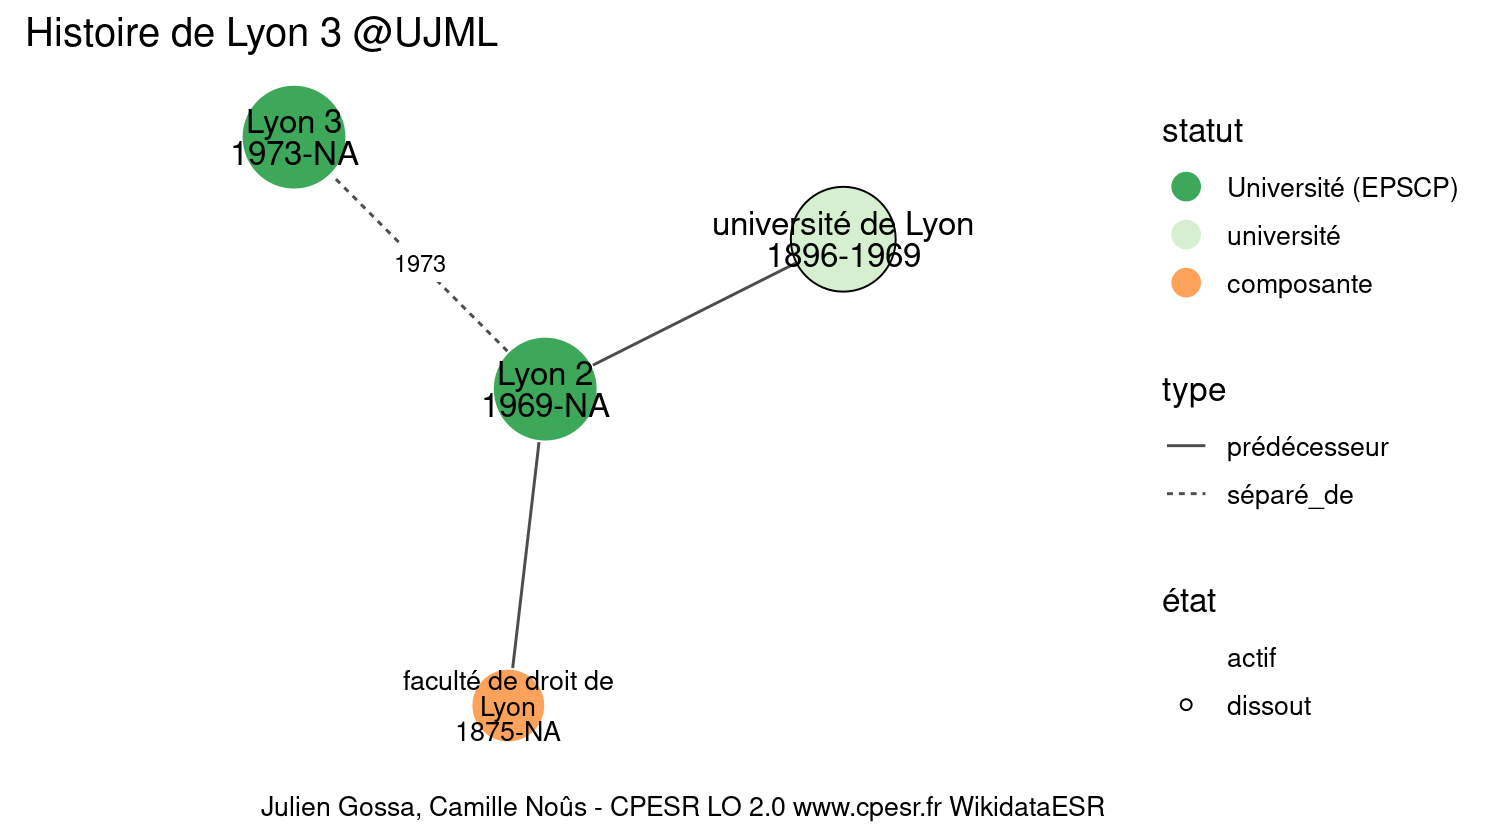 Histoire de Lyon 3 @UJML
Lyon 3
1973-NA
1973
université de Lyon
1896-1969
Lyon 2
1969-NA
faculté de droit de
Lyon
1875-NA
statut
Université (EPSCP)
université
composante
type
prédécesseur
séparé_de
état
actif
dissout
Julien Gossa, Camille Noûs - CPESR LO 2.0 www.cpesr.fr WikidataESR